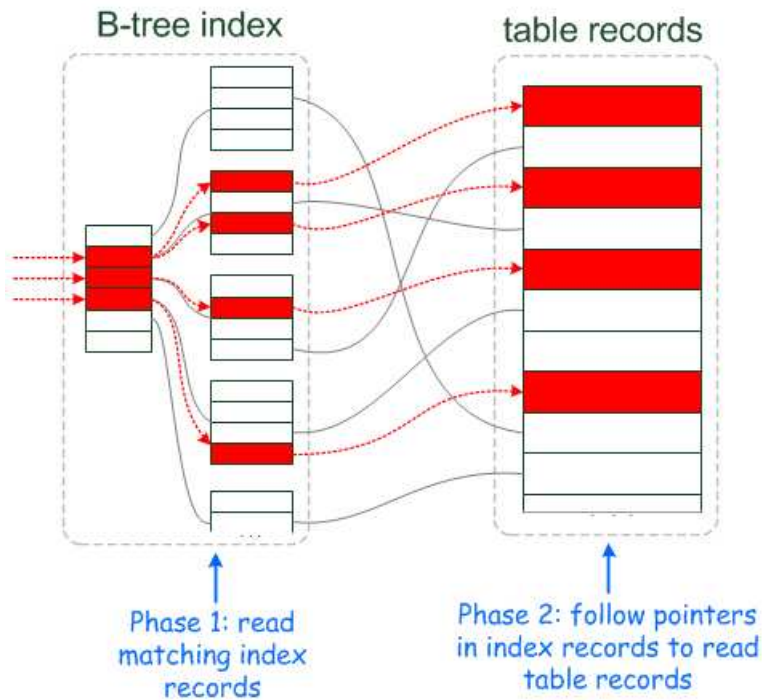 B-tree index
table records
...
. . .
Phase 1: read
matching index
records
Phase 2: follow pointers
in index records to read
table records